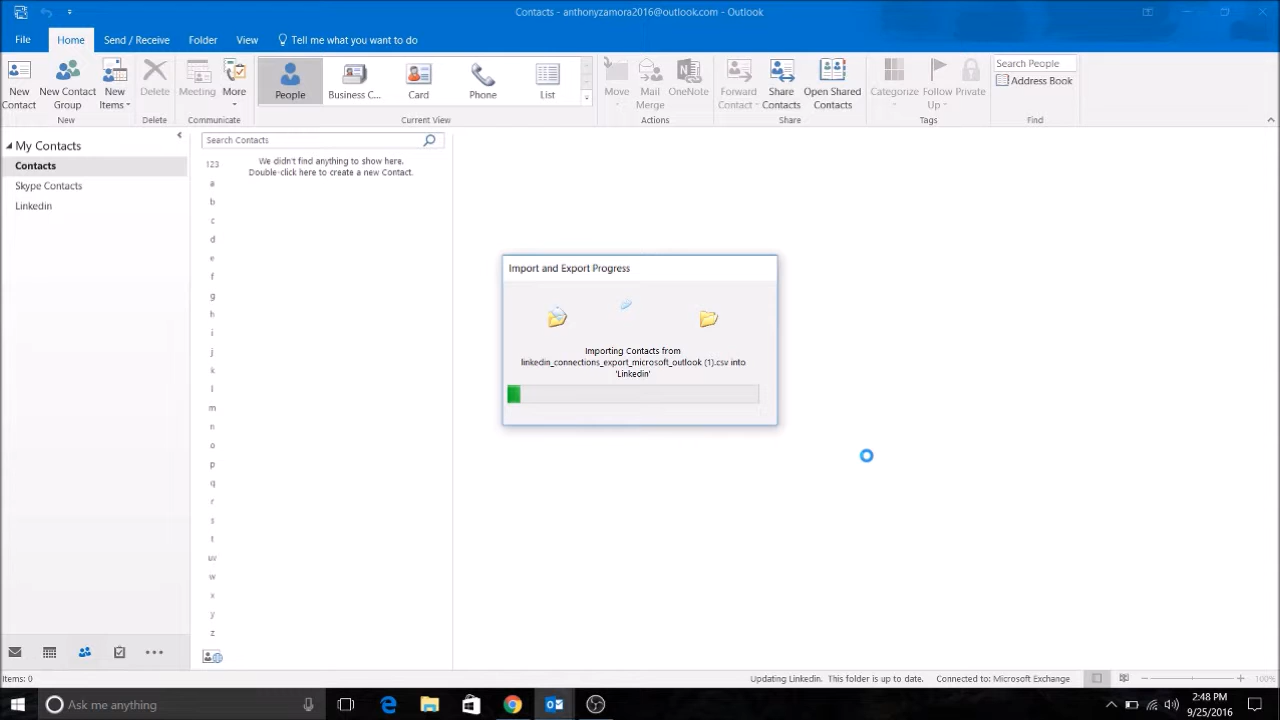 Contacts - anthonyzamora2016@outlook.com - Outlook
File Home Send / Receive Folder View Tell me what you want to do
New Contact
New Contact Group
New Items
Delete
Meeting
More
People
Business C...
Card
Phone
List
Move
Mail Merge
OneNote
Forward Contact
Share Contacts
Open Shared Contacts
Categorize
Follow Up
Private
Search People
Address Book
New Delete Communicate Current View Actions Share Tags Find
My Contacts
Contacts
Skype Contacts
Linkedin
Search Contacts
We didn't find anything to show here.
Double-click here to create a new Contact.
123
a
b
c
d
e
f
g
h
i
j
k
l
m
n
o
p
q
r
s
t
uv
w
x
y
z
Import and Export Progress
Importing Contacts from
linkedin_connections_export_microsoft_outlook (1).csv into
'Linkedin'
Items: 0 Updating Linkedin. This folder is up to date. Connected to: Microsoft Exchange 100%
Ask me anything
2:48 PM
9/25/2016